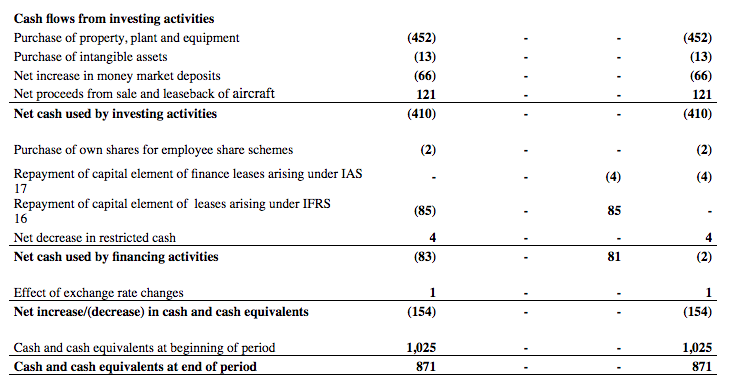 Cash flows from investing activities
Purchase of property, plant and equipment (452) - - (452)
Purchase of intangible assets (13) - - (13)
Net increase in money market deposits (66) - - (66)
Net proceeds from sale and leaseback of aircraft 121 - - 121
Net cash used by investing activities (410) - - (410)
Purchase of own shares for employee share schemes (2) - - (2)
Repayment of capital element of finance leases arising under IAS
17 - - (4) (4)
Repayment of capital element of leases arising under IFRS
16 (85) - 85 -
Net decrease in restricted cash 4 - - 4
Net cash used by financing activities (83) - 81 (2)
Effect of exchange rate changes 1 - - 1
Net increase/(decrease) in cash and cash equivalents (154) - - (154)
Cash and cash equivalents at beginning of period 1,025 - - 1,025
Cash and cash equivalents at end of period 871 - - 871